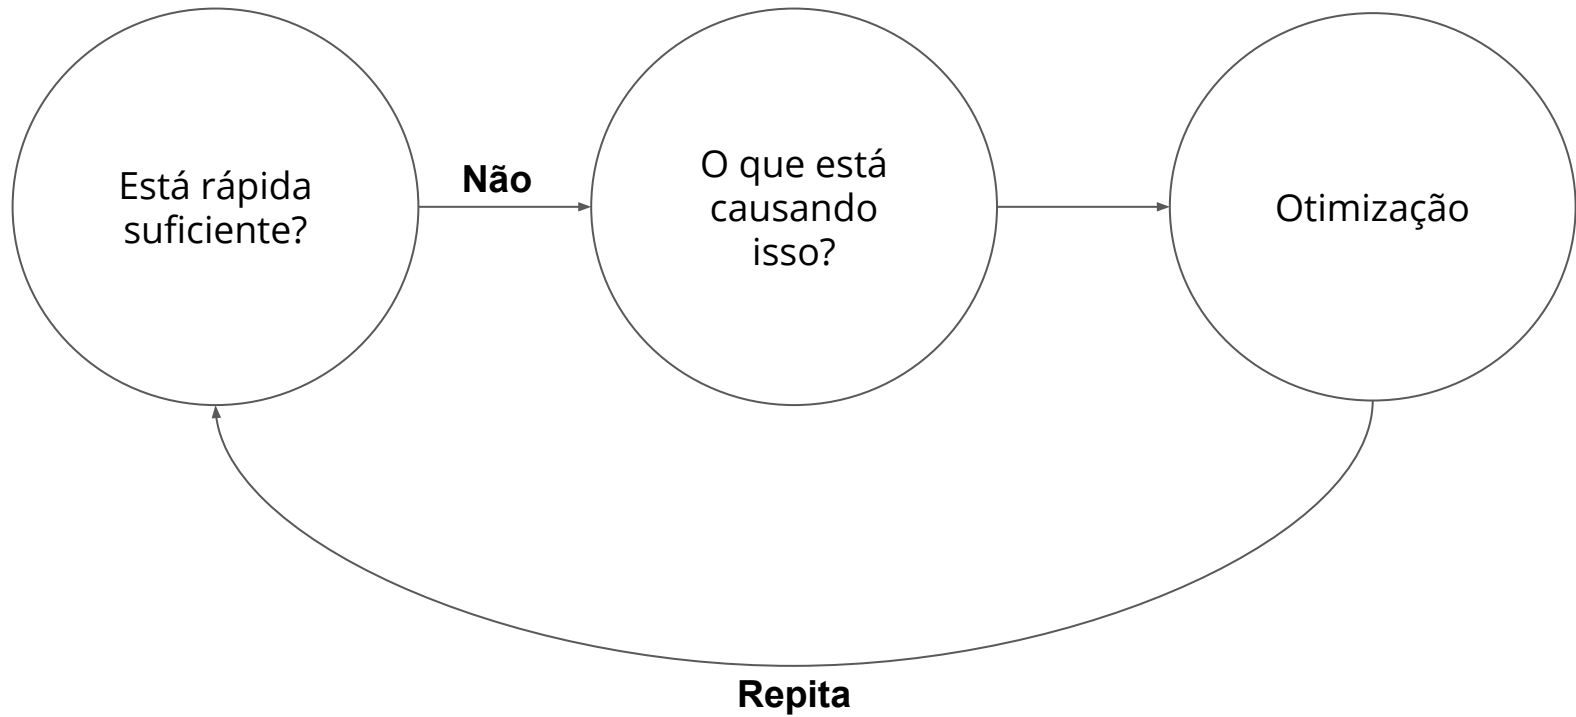 Está rápida
suficiente?
Não
O que está
causando
isso?
Otimização
Repita